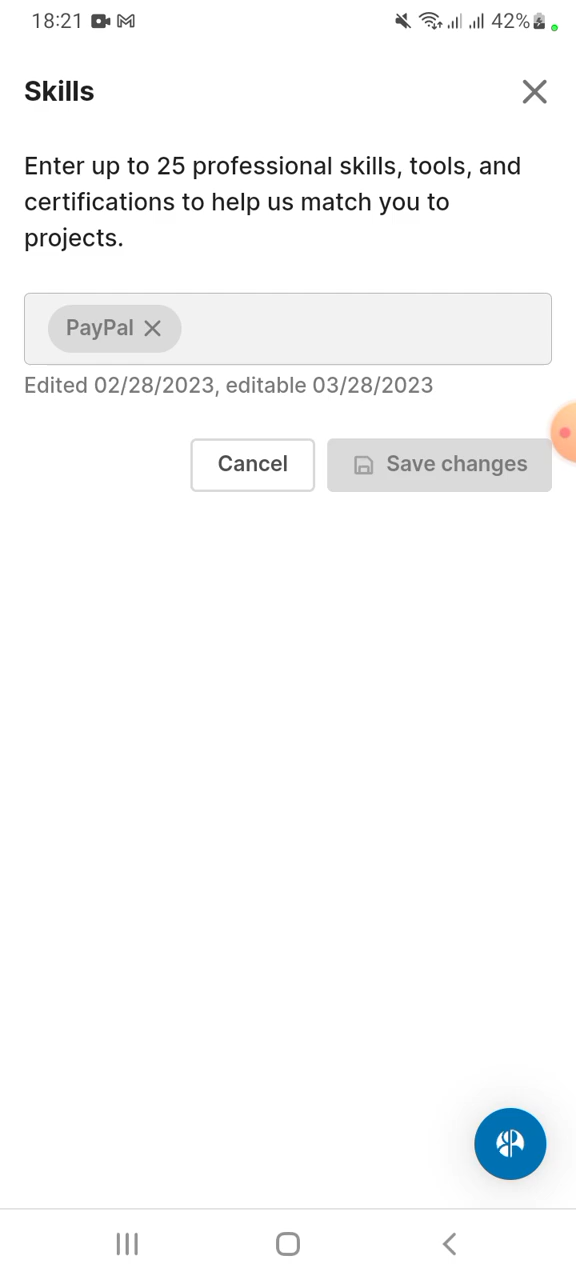 18:21 42%
Skills
Enter up to 25 professional skills, tools, and
certifications to help us match you to
projects.
PayPal
Edited 02/28/2023, editable 03/28/2023
Cancel Save changes